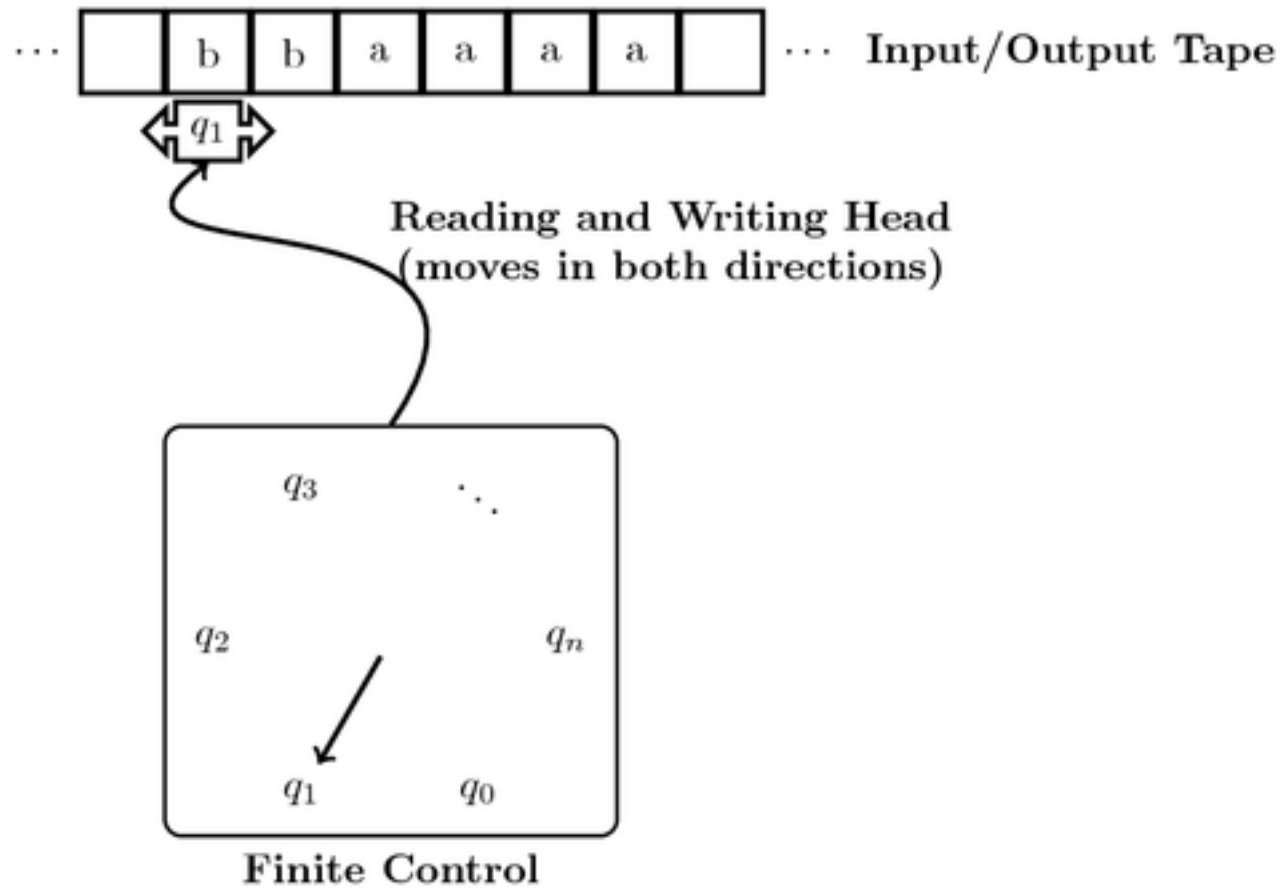 ... b b a a a a ... Input/Output Tape
q₁
Reading and Writing Head
(moves in both directions)
q₃ ⋱
q₂ qₙ
q₁ q₀
Finite Control